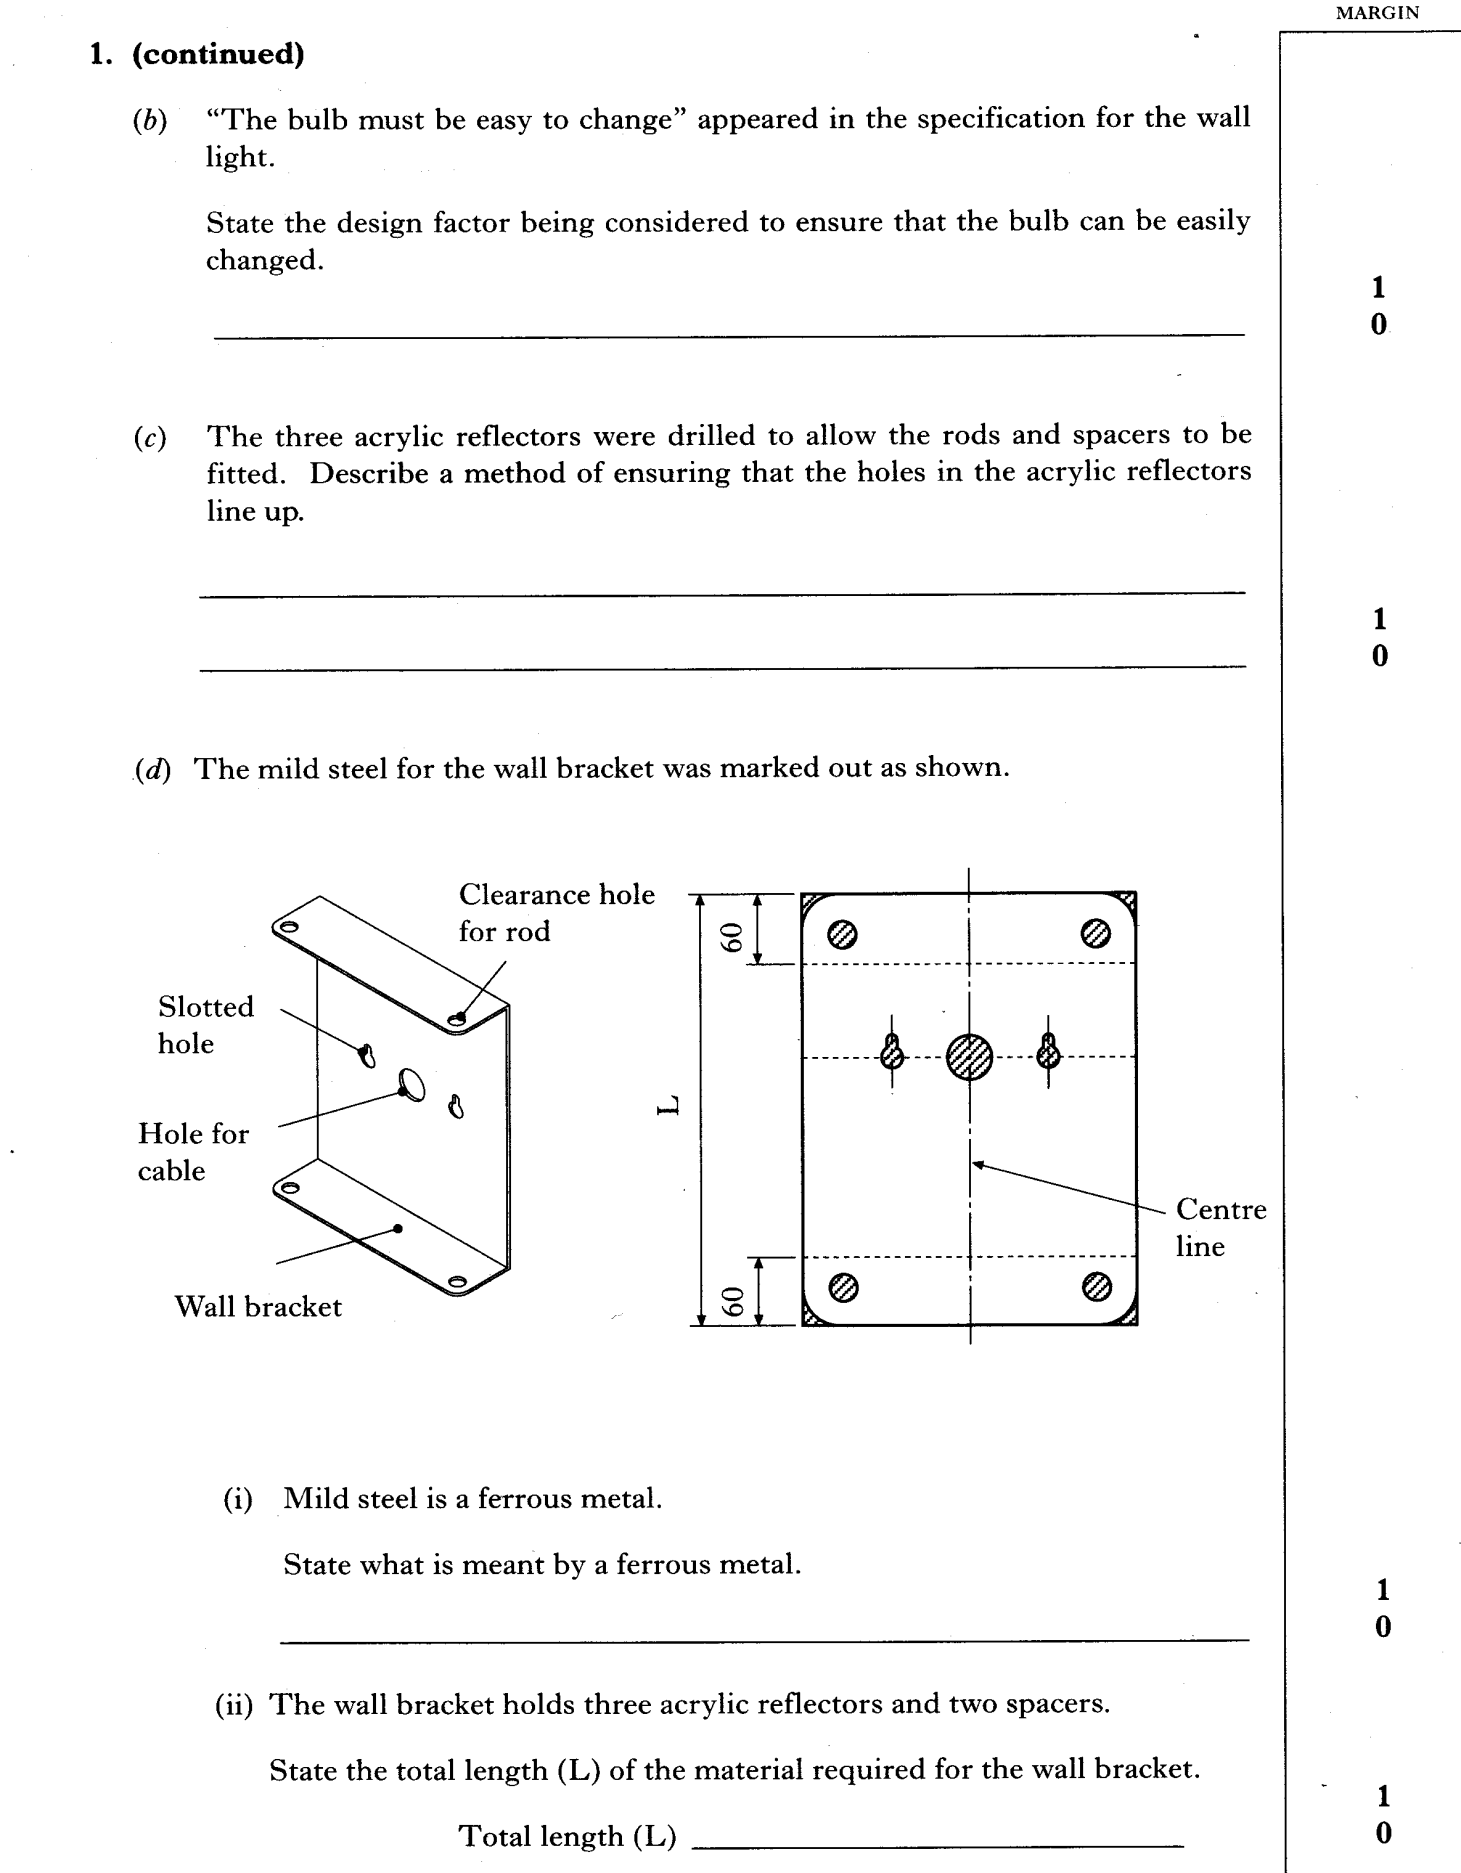 MARGIN
1. (continued)
(b) “The bulb must be easy to change” appeared in the specification for the wall
light.
State the design factor being considered to ensure that the bulb can be easily
changed.
1
0
(c) The three acrylic reflectors were drilled to allow the rods and spacers to be
fitted. Describe a method of ensuring that the holes in the acrylic reflectors
line up.
1
0
(d) The mild steel for the wall bracket was marked out as shown.
Clearance hole
for rod
Slotted
hole
Hole for
cable
Wall bracket
60
L
60
Centre
line
(i) Mild steel is a ferrous metal.
State what is meant by a ferrous metal.
1
0
(ii) The wall bracket holds three acrylic reflectors and two spacers.
State the total length (L) of the material required for the wall bracket.
1
Total length (L)
0